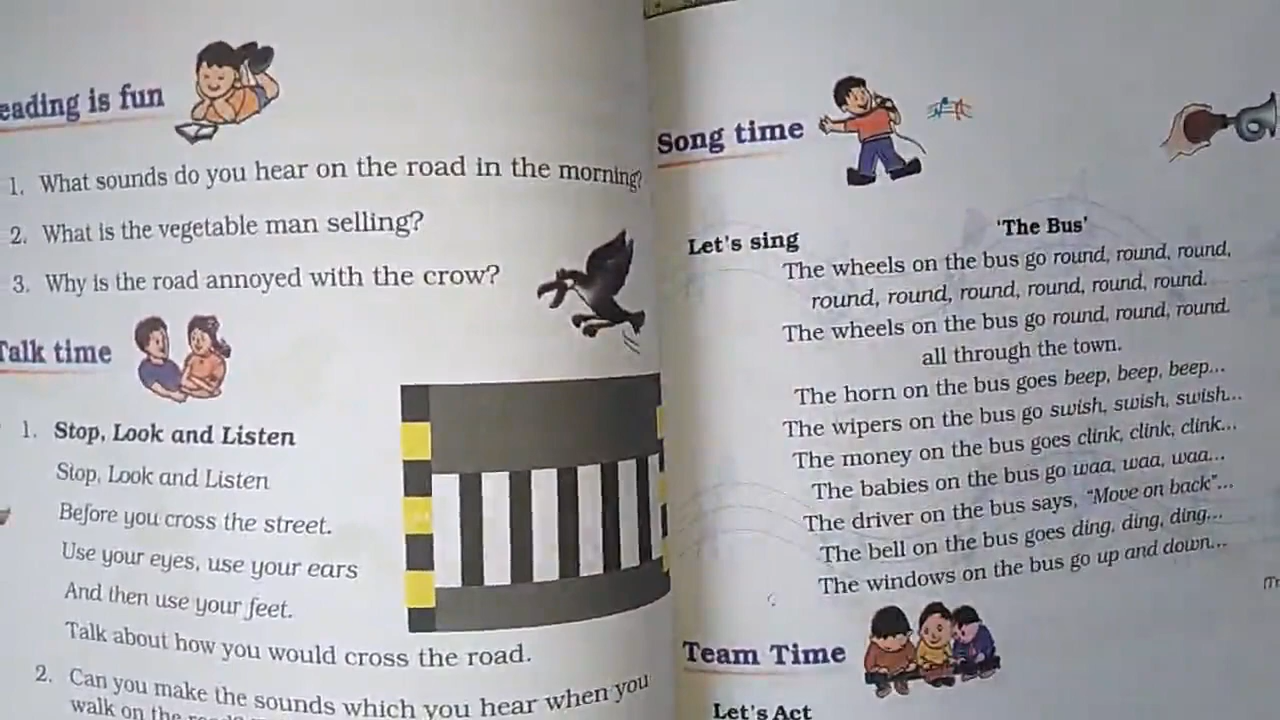 eading is fun
1. What sounds do you hear on the road in the morning?
2. What is the vegetable man selling?
3. Why is the road annoyed with the crow?
Talk time
1. Stop, Look and Listen
Stop, Look and Listen
Before you cross the street.
Use your eyes, use your ears
And then use your feet.
Talk about how you would cross the road.
2. Can you make the sounds which you hear when you
walk on the
Song time
Let's sing
'The Bus'
The wheels on the bus go round, round, round,
round, round, round, round, round, round.
The wheels on the bus go round, round, round.
all through the town.
The horn on the bus goes beep, beep, beep...
The wipers on the bus go swish, swish, swish...
The money on the bus goes clink, clink, clink...
The babies on the bus go waa, waa, waa...
The driver on the bus says, "Move on back"...
The bell on the bus goes ding, ding, ding...
The windows on the bus go up and down...
Team Time
Let's Act